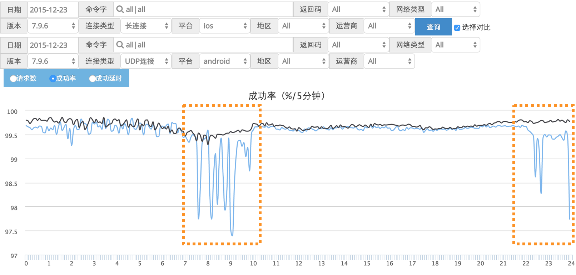 日期 2015-12-23 命令字 all|all 返回码 All 网络类型 All
版本 7.9.6 连接类型 长连接 平台 Ios 地区 All 运营商 All 查询 选择对比
日期 2015-12-23 命令字 all|all 返回码 All 网络类型 All
版本 7.9.6 连接类型 UDP连接 平台 android 地区 All 运营商 All
请求数 成功率 成功延时
成功率（%/5分钟）
100
99.5
99
98.5
98
97.5
97
0 1 2 3 4 5 6 7 8 9 10 11 12 13 14 15 16 17 18 19 20 21 22 23 24